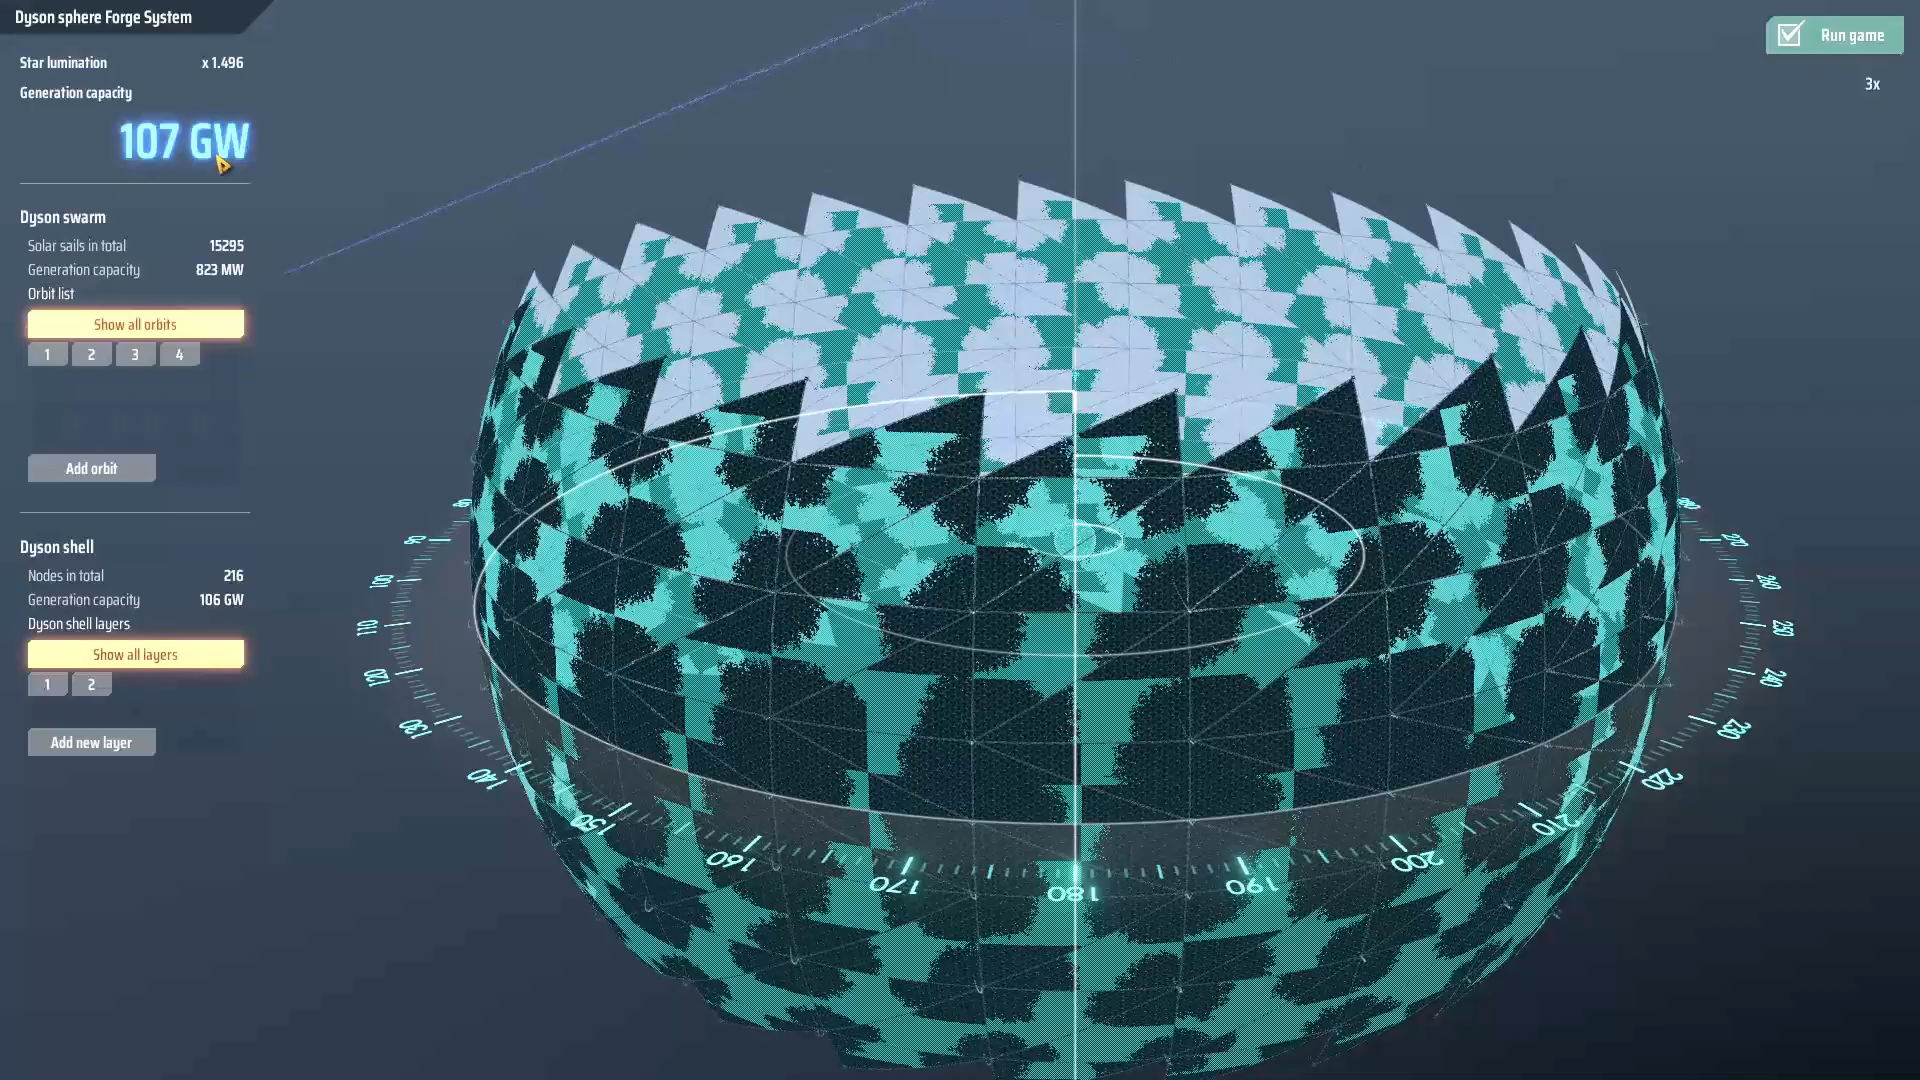 Dyson sphere Forge System
Run game
3x
Star lumination x 1.496
Generation capacity
107 GW
Dyson swarm
Solar sails in total 15295
Generation capacity 823 MW
Orbit list
Show all orbits
1 2 3 4
Add orbit
Dyson shell
Nodes in total 216
Generation capacity 106 GW
Dyson shell layers
Show all layers
1 2
Add new layer
110
120
130
140
150
160
170
180
190
200
210
220
230
240
250
260